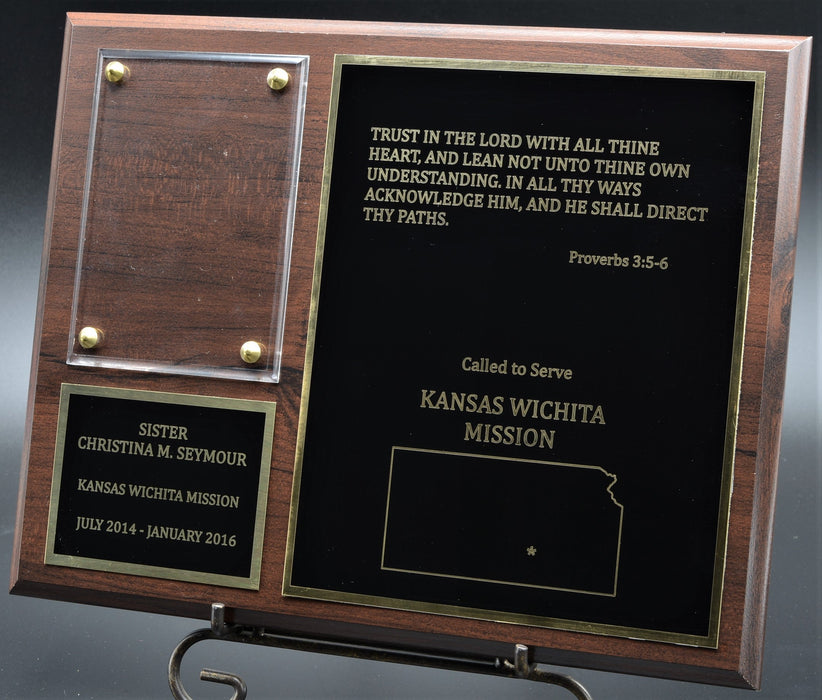 TRUST IN THE LORD WITH ALL THINE
HEART, AND LEAN NOT UNTO THINE OWN
UNDERSTANDING. IN ALL THY WAYS
ACKNOWLEDGE HIM, AND HE SHALL DIRECT
THY PATHS.
Proverbs 3:5-6
Called to Serve
KANSAS WICHITA
MISSION
SISTER
CHRISTINA M. SEYMOUR
KANSAS WICHITA MISSION
JULY 2014 - JANUARY 2016